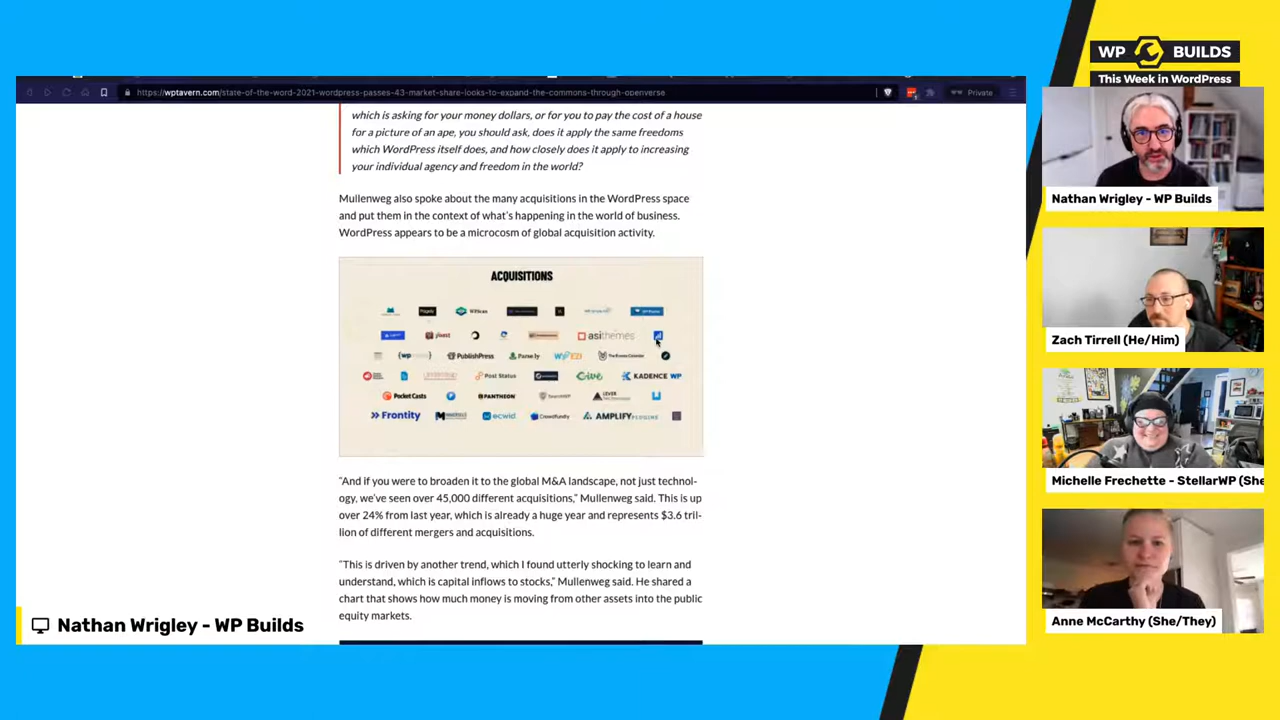 WP BUILDS
This Week in WordPress
https://wptavern.com/state-of-the-word-2021-wordpress-passes-43-market-share-looks-to-expand-the-commons-through-openverse
Private
which is asking for your money dollars, or for you to pay the cost of a house
for a picture of an ape, you should ask, does it apply the same freedoms
which WordPress itself does, and how closely does it apply to increasing
your individual agency and freedom in the world?
Mullenweg also spoke about the many acquisitions in the WordPress space
and put them in the context of what's happening in the world of business.
WordPress appears to be a microcosm of global acquisition activity.
ACQUISITIONS
WPScan
yoast
asithemes
{wp
PublishPress
Parse.ly
The Events Calendar
Post Status
Give
KADENCE WP
Pocket Casts
PANTHEON
SearchWP
LEVER
Frontity
ecwid
Crowdfundly
AMPLIFY PLUGINS
“And if you were to broaden it to the global M&A landscape, not just technol-
ogy, we've seen over 45,000 different acquisitions,” Mullenweg said. This is up
over 24% from last year, which is already a huge year and represents $3.6 tril-
lion of different mergers and acquisitions.
“This is driven by another trend, which I found utterly shocking to learn and
understand, which is capital inflows to stocks,” Mullenweg said. He shared a
chart that shows how much money is moving from other assets into the public
equity markets.
Nathan Wrigley - WP Builds
Nathan Wrigley - WP Builds
Zach Tirrell (He/Him)
Michelle Frechette - StellarWP (She
Anne McCarthy (She/They)